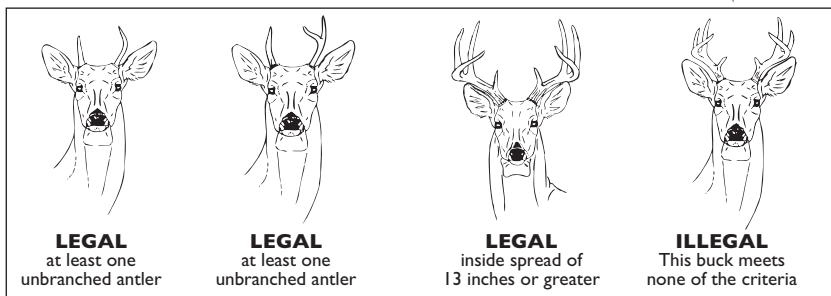 LEGAL
at least one
unbranched antler
LEGAL
at least one
unbranched antler
LEGAL
inside spread of
13 inches or greater
ILLEGAL
This buck meets
none of the criteria